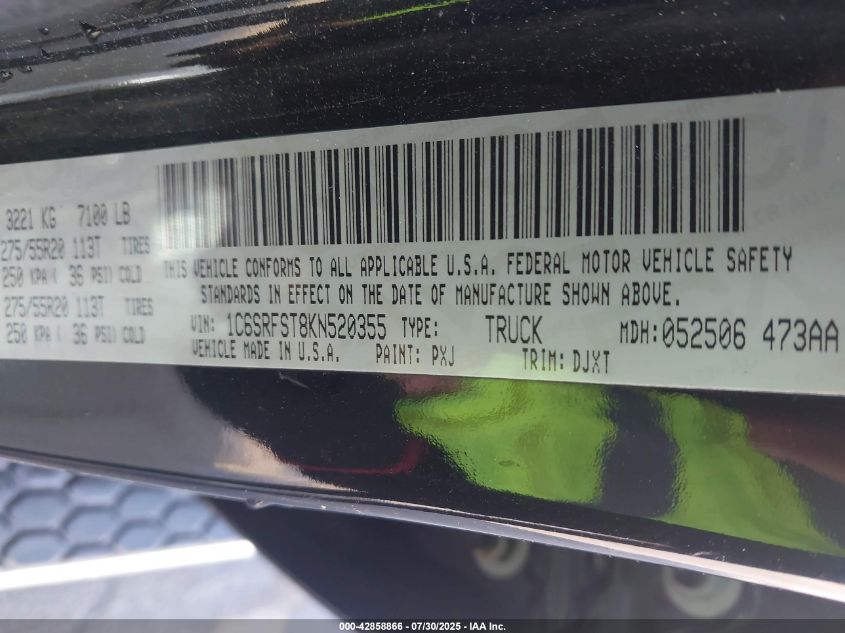 3221 KG 7100 LB
275/55R20 113T TIRES
250 KPA( 36 PSI) COLD
275/55R20 113T TIRES
250 KPA( 36 PSI) COLD
THIS VEHICLE CONFORMS TO ALL APPLICABLE U.S.A. FEDERAL MOTOR VEHICLE SAFETY
STANDARDS IN EFFECT ON THE DATE OF MANUFACTURE SHOWN ABOVE.
VIN: 1C6SRFST8KN520355 TYPE: TRUCK MDH:052506 473AA
VEHICLE MADE IN U.S.A. PAINT: PXJ TRIM: DJXT
000-42858866 - 07/30/2025 - IAA Inc.